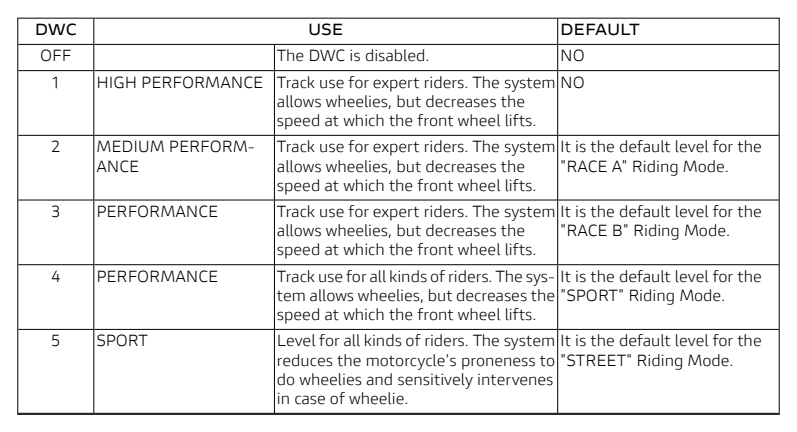 DWC USE DEFAULT
OFF The DWC is disabled. NO
1 HIGH PERFORMANCE Track use for expert riders. The system NO
allows wheelies, but decreases the
speed at which the front wheel lifts.
2 MEDIUM PERFORM- Track use for expert riders. The system It is the default level for the
ANCE allows wheelies, but decreases the "RACE A" Riding Mode.
speed at which the front wheel lifts.
3 PERFORMANCE Track use for expert riders. The system It is the default level for the
allows wheelies, but decreases the "RACE B" Riding Mode.
speed at which the front wheel lifts.
4 PERFORMANCE Track use for all kinds of riders. The sys- It is the default level for the
tem allows wheelies, but decreases the "SPORT" Riding Mode.
speed at which the front wheel lifts.
5 SPORT Level for all kinds of riders. The system It is the default level for the
reduces the motorcycle's proneness to "STREET" Riding Mode.
do wheelies and sensitively intervenes
in case of wheelie.